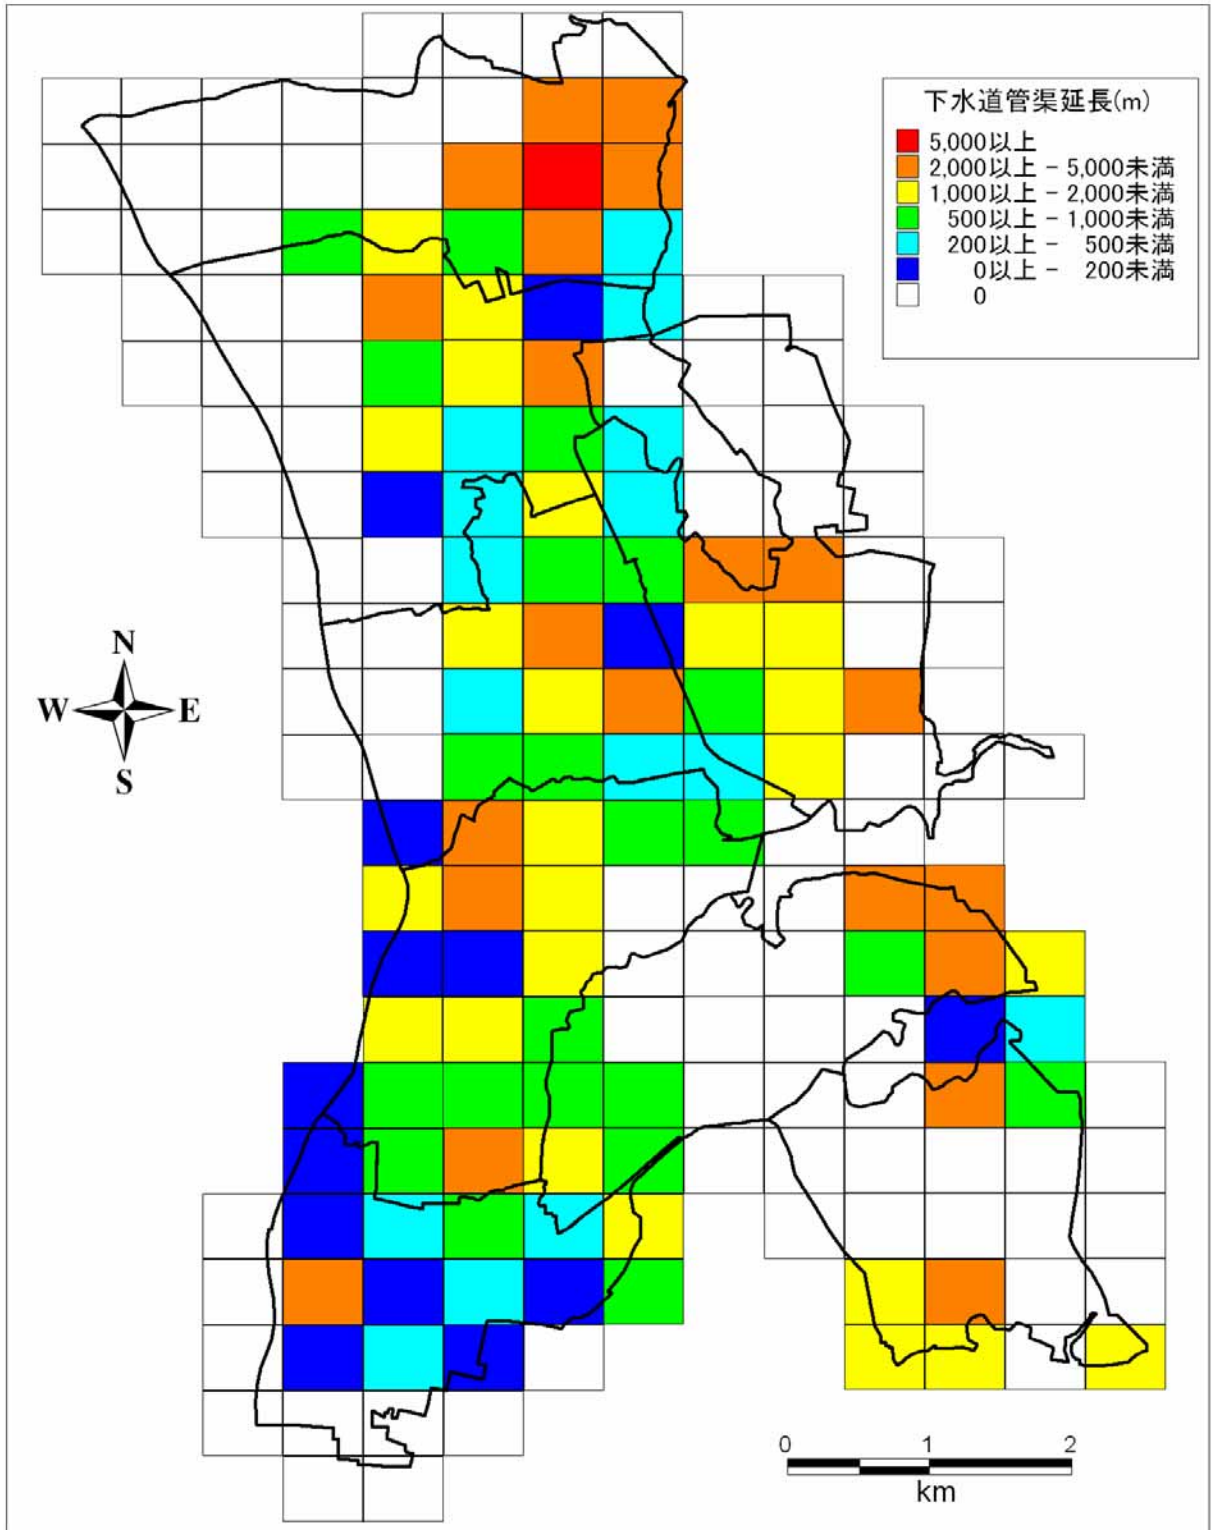 下水道管渠延長(m)
5,000以上
2,000以上 - 5,000未満
1,000以上 - 2,000未満
500以上 - 1,000未満
200以上 - 500未満
0以上 - 200未満
0
N
W E
S
0 1 2
km